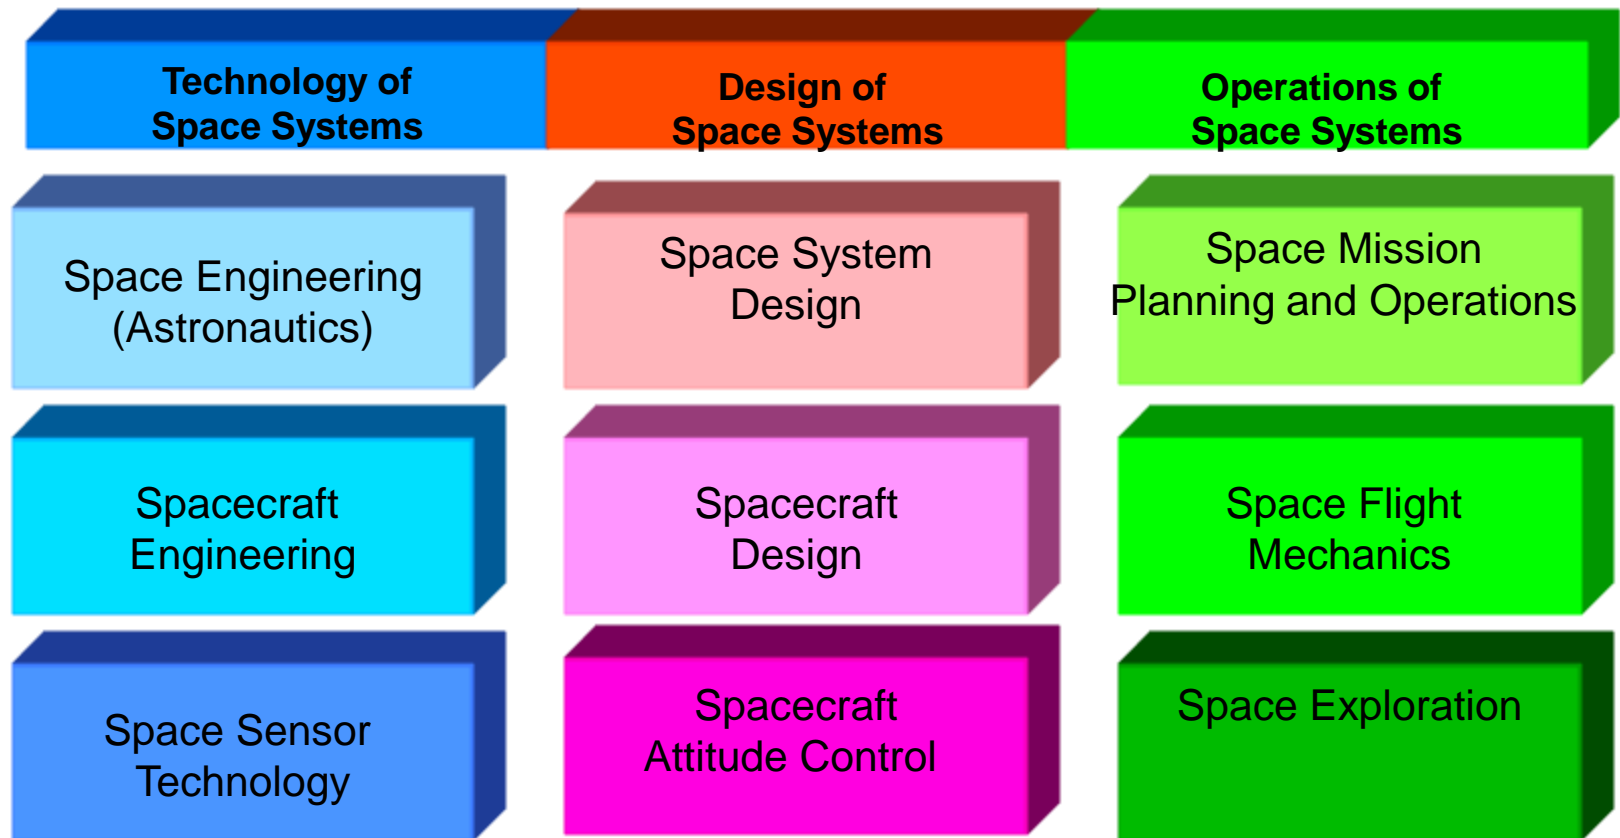 Technology of
Space Systems
Design of
Space Systems
Operations of
Space Systems
Space Engineering
(Astronautics)
Space System
Design
Space Mission
Planning and Operations
Spacecraft
Engineering
Spacecraft
Design
Space Flight
Mechanics
Space Sensor
Technology
Spacecraft
Attitude Control
Space Exploration